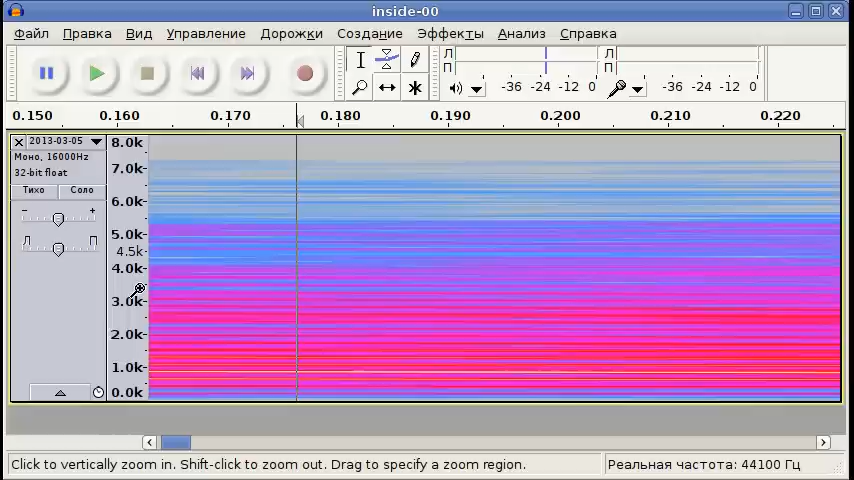 inside-00
Файл Правка Вид Управление Дорожки Создание Эффекты Анализ Справка
Л
П
-36 -24 -12 0
Л
П
-36 -24 -12 0
0.150 0.160 0.170 0.180 0.190 0.200 0.210 0.220
2013-03-05
Моно, 16000Hz
32-bit float
Тихо Соло
- +
Л П
8.0k
7.0k
6.0k
5.0k
4.5k
4.0k
3.0k
2.0k
1.0k
0.0k
Click to vertically zoom in. Shift-click to zoom out. Drag to specify a zoom region.
Реальная частота: 44100 Гц